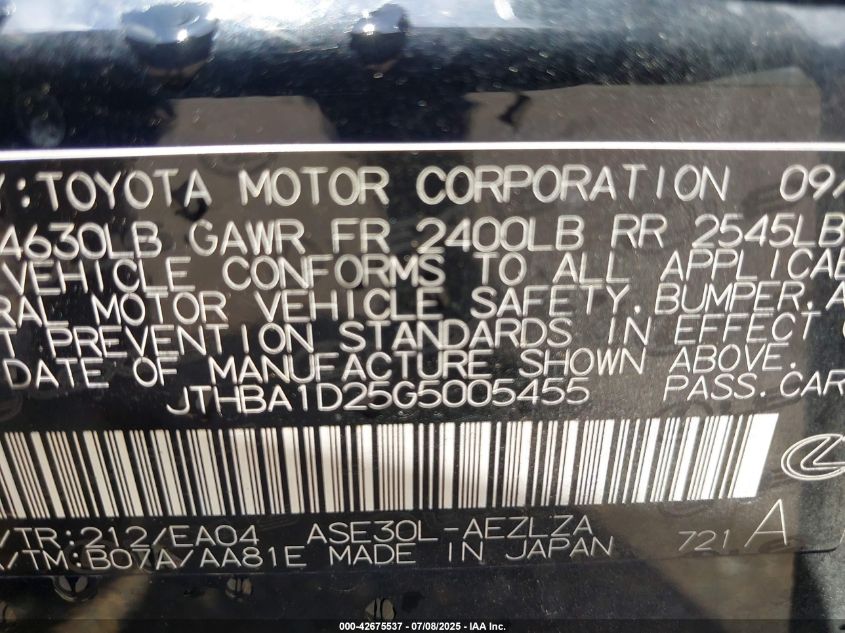 Y:TOYOTA MOTOR CORPORATION 09/
4630LB GAWR FR 2400LB RR 2545LB
VEHICLE CONFORMS TO ALL APPLICAB
RAL MOTOR VEHICLE SAFETY.BUMPER.A
T PREVENTION STANDARDS IN EFFECT O
DATE OF MANUFACTURE SHOWN ABOVE.
JTHBA1D25G5005455 PASS.CAR
/TR:212/EA04 ASE30L-AEZLZA
/TM:B07A/AA81E MADE IN JAPAN 721 A
000-42675537 - 07/08/2025 - IAA Inc.